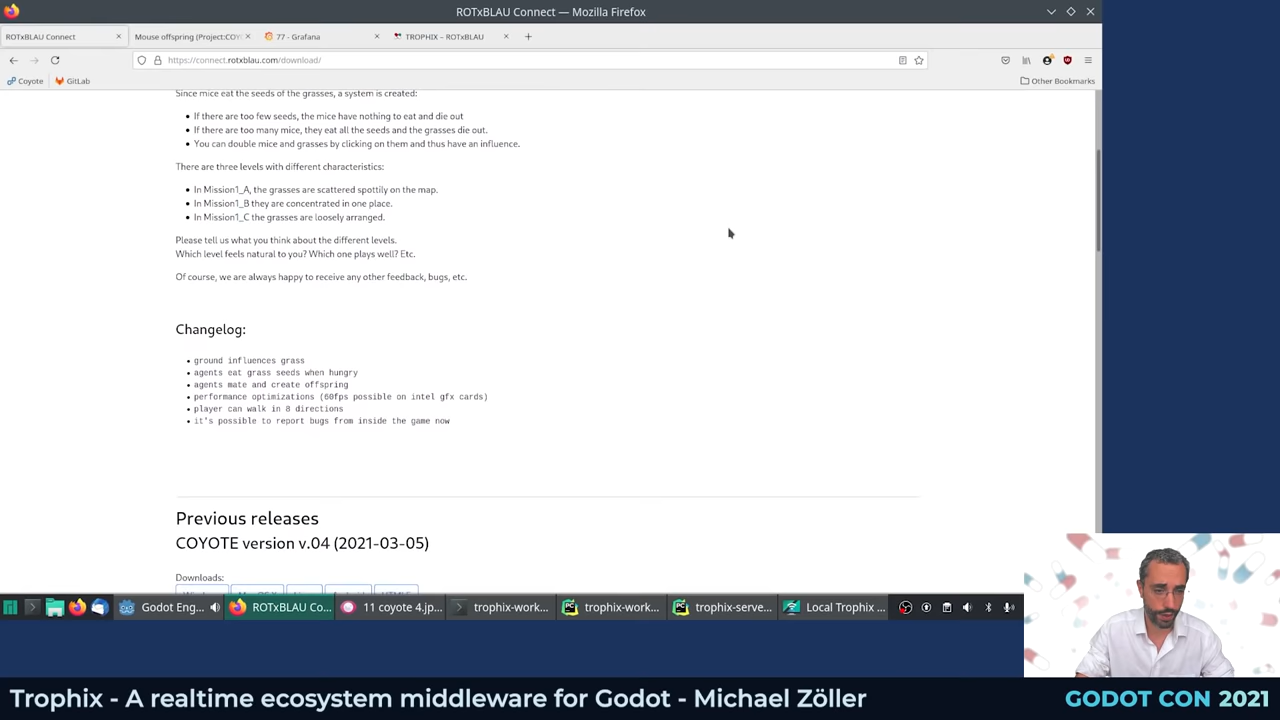 ROTxBLAU Connect — Mozilla Firefox
ROTxBLAU Connect
Mouse offspring (Project:COY
77 - Grafana
TROPHIX – ROTxBLAU
https://connect.rotxblau.com/download/
Coyote
GitLab
Other Bookmarks
Since mice eat the seeds of the grasses, a system is created:
• If there are too few seeds, the mice have nothing to eat and die out
• If there are too many mice, they eat all the seeds and the grasses die out.
• You can double mice and grasses by clicking on them and thus have an influence.
There are three levels with different characteristics:
• In Mission1_A, the grasses are scattered spottily on the map.
• In Mission1_B they are concentrated in one place.
• In Mission1_C the grasses are loosely arranged.
Please tell us what you think about the different levels.
Which level feels natural to you? Which one plays well? Etc.
Of course, we are always happy to receive any other feedback, bugs, etc.
Changelog:
• ground influences grass
• agents eat grass seeds when hungry
• agents mate and create offspring
• performance optimizations (60fps possible on intel gfx cards)
• player can walk in 8 directions
• it's possible to report bugs from inside the game now
Previous releases
COYOTE version v.04 (2021-03-05)
Downloads:
Godot Eng...
ROTxBLAU Co...
11 coyote 4.jp...
trophix-work...
trophix-work...
trophix-serve...
Local Trophix ...
Trophix - A realtime ecosystem middleware for Godot - Michael Zöller
GODOT CON 2021